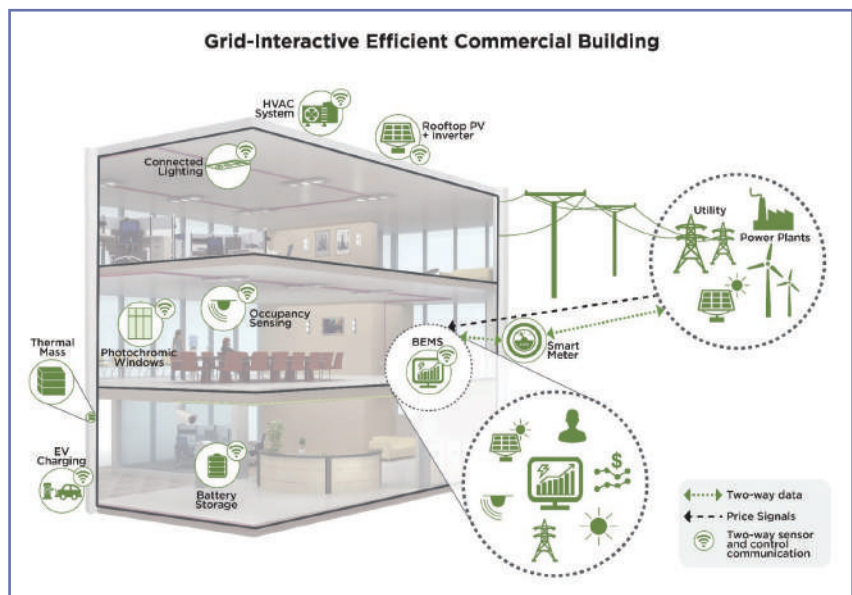 Grid-Interactive Efficient Commercial Building
HVAC
System
Rooftop PV
+ Inverter
Connected
Lighting
Utility
Power Plants
Occupancy
Sensing
Photochromic
Windows
Thermal
Mass
BEMS
Smart
Meter
EV
Charging
Battery
Storage
$
Two-way data
Price Signals
Two-way sensor
and control
communication